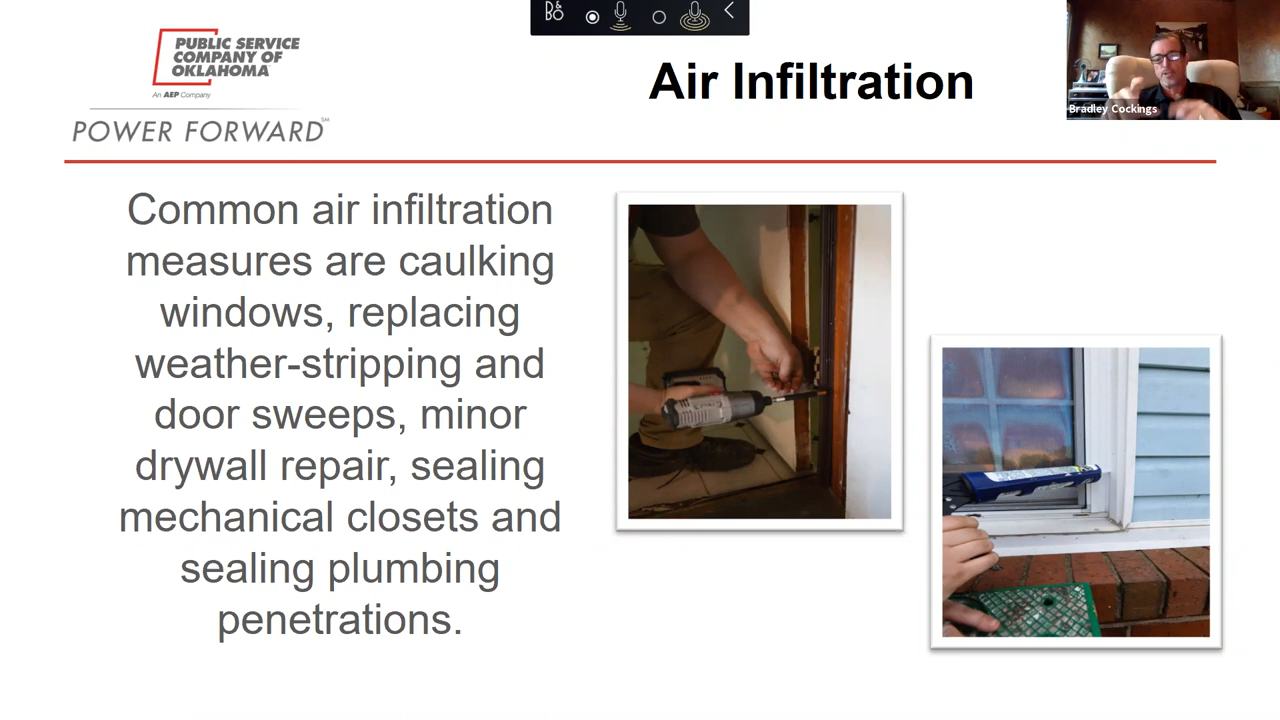 PUBLIC SERVICE
COMPANY OF
OKLAHOMA
An AEP Company
POWER FORWARD℠
B&O
Air Infiltration
Bradley Cockings
Common air infiltration
measures are caulking
windows, replacing
weather-stripping and
door sweeps, minor
drywall repair, sealing
mechanical closets and
sealing plumbing
penetrations.